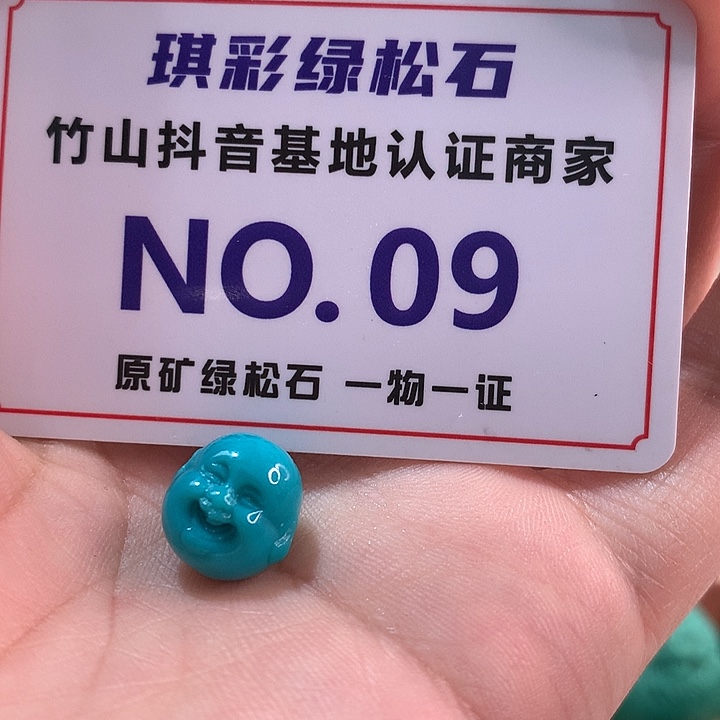 琪彩绿松石
竹山抖音基地认证商家
NO.09
原矿绿松石 一物一证